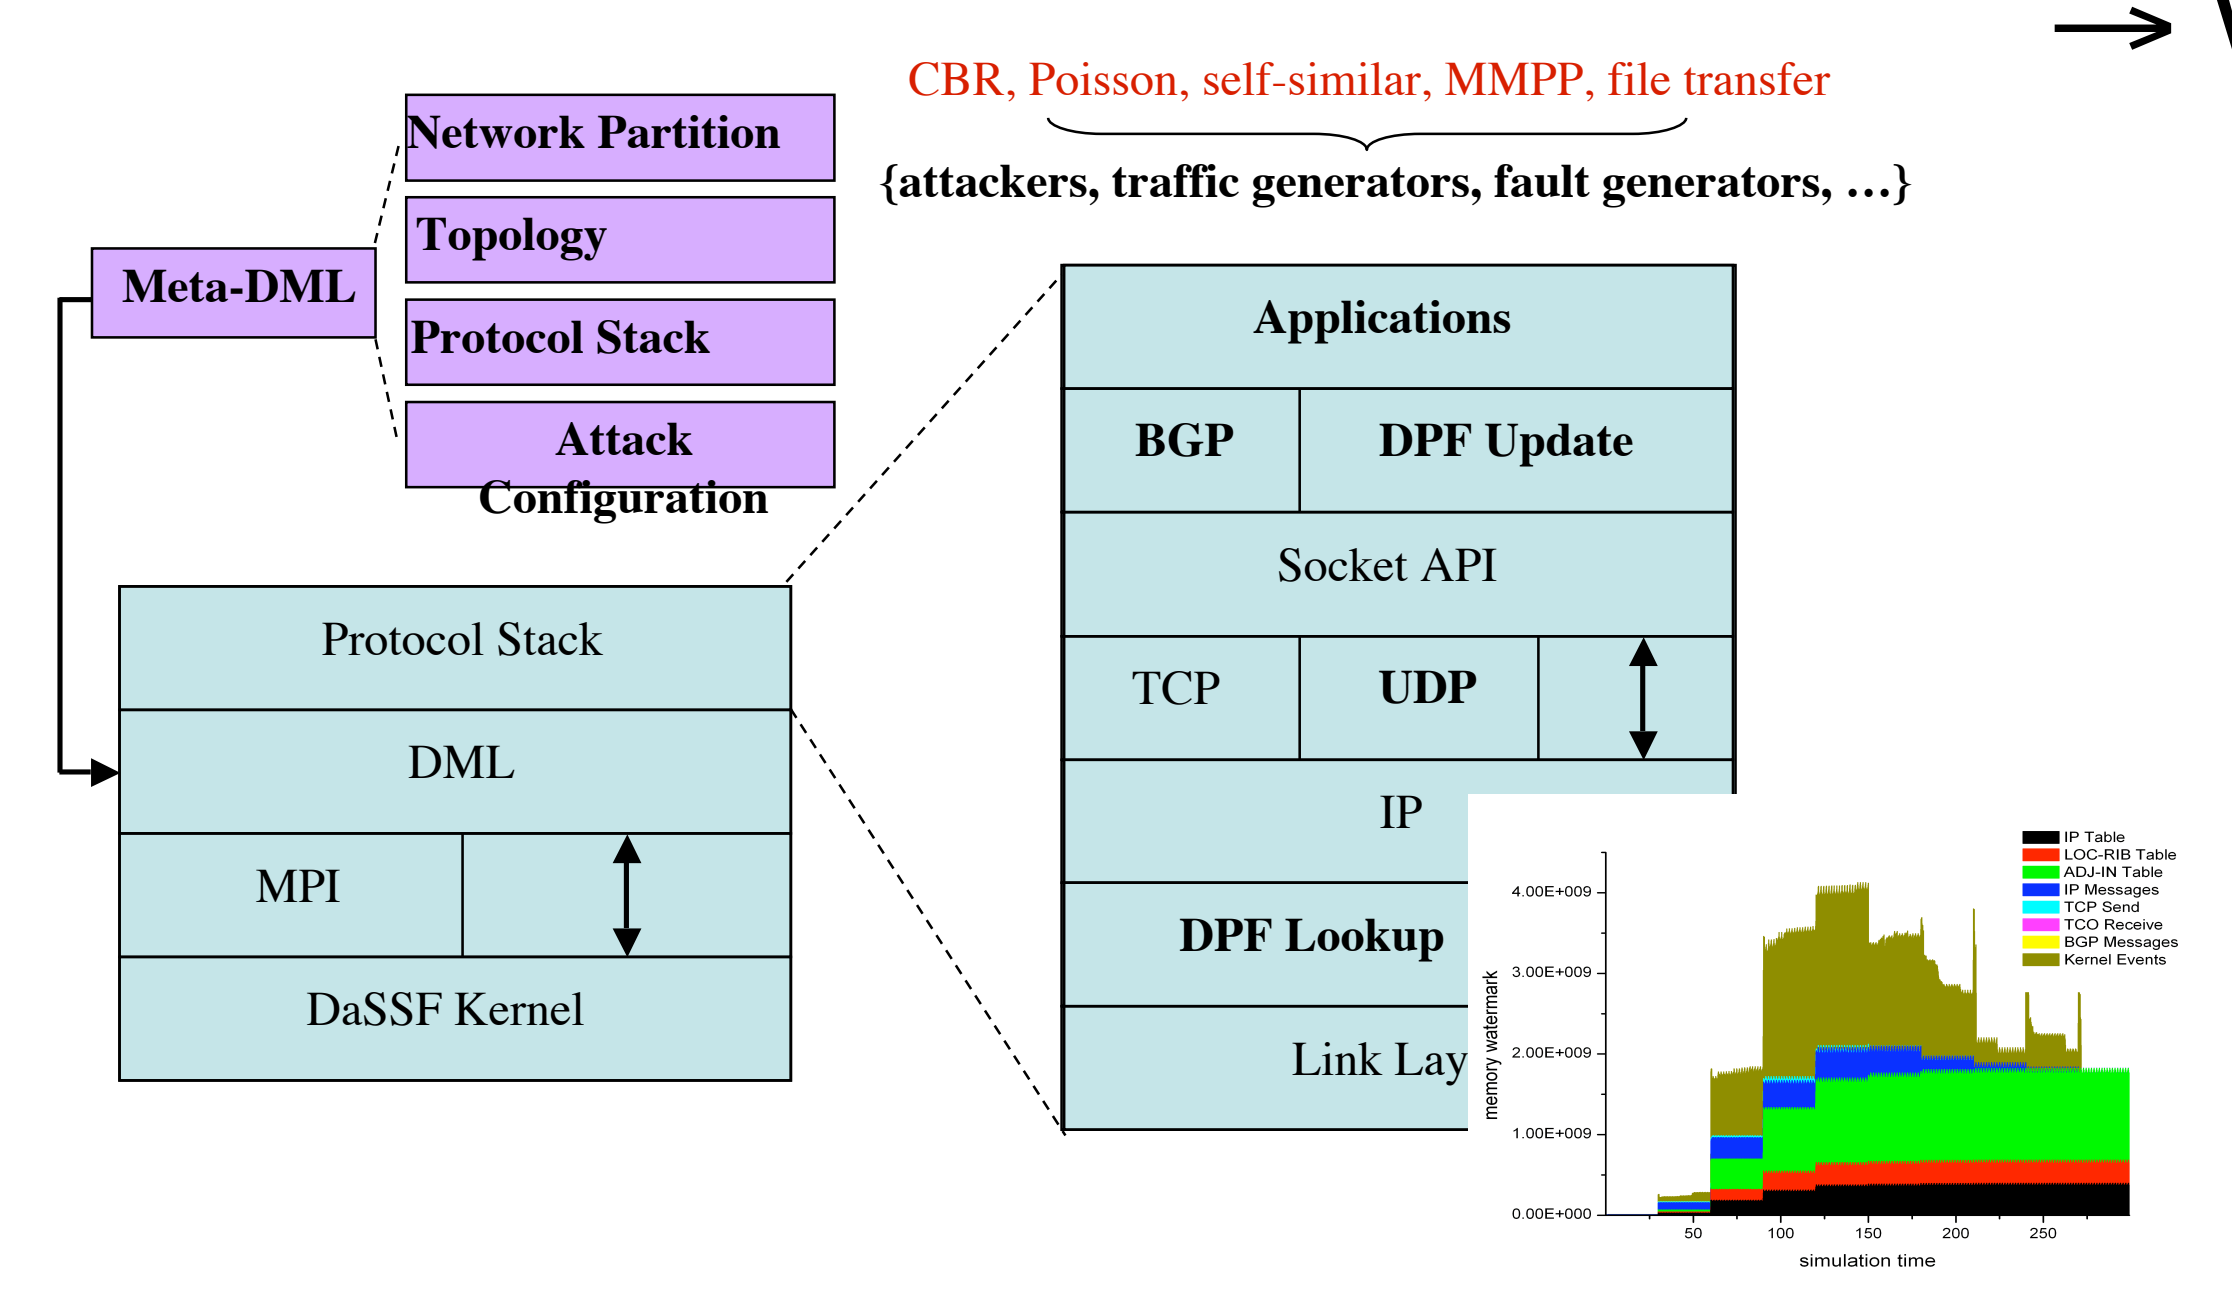 CBR, Poisson, self-similar, MMPP, file transfer
{attackers, traffic generators, fault generators, …}
Network Partition
Topology
Meta-DML
Protocol Stack
Attack
Configuration
Protocol Stack
DML
MPI
DaSSF Kernel
Applications
BGP
DPF Update
Socket API
TCP
UDP
IP
DPF Lookup
Link Lay
IP Table
LOC-RIB Table
ADJ-IN Table
IP Messages
TCP Send
TCO Receive
BGP Messages
Kernel Events
memory watermark
4.00E+009
3.00E+009
2.00E+009
1.00E+009
0.00E+000
50 100 150 200 250
simulation time